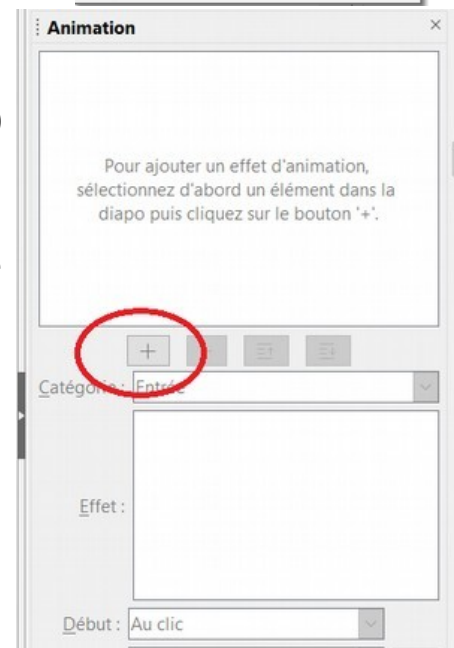 Animation
Pour ajouter un effet d'animation,
sélectionnez d'abord un élément dans la
diapo puis cliquez sur le bouton '+'.
Catégorie : Entrée
Effet :
Début : Au clic